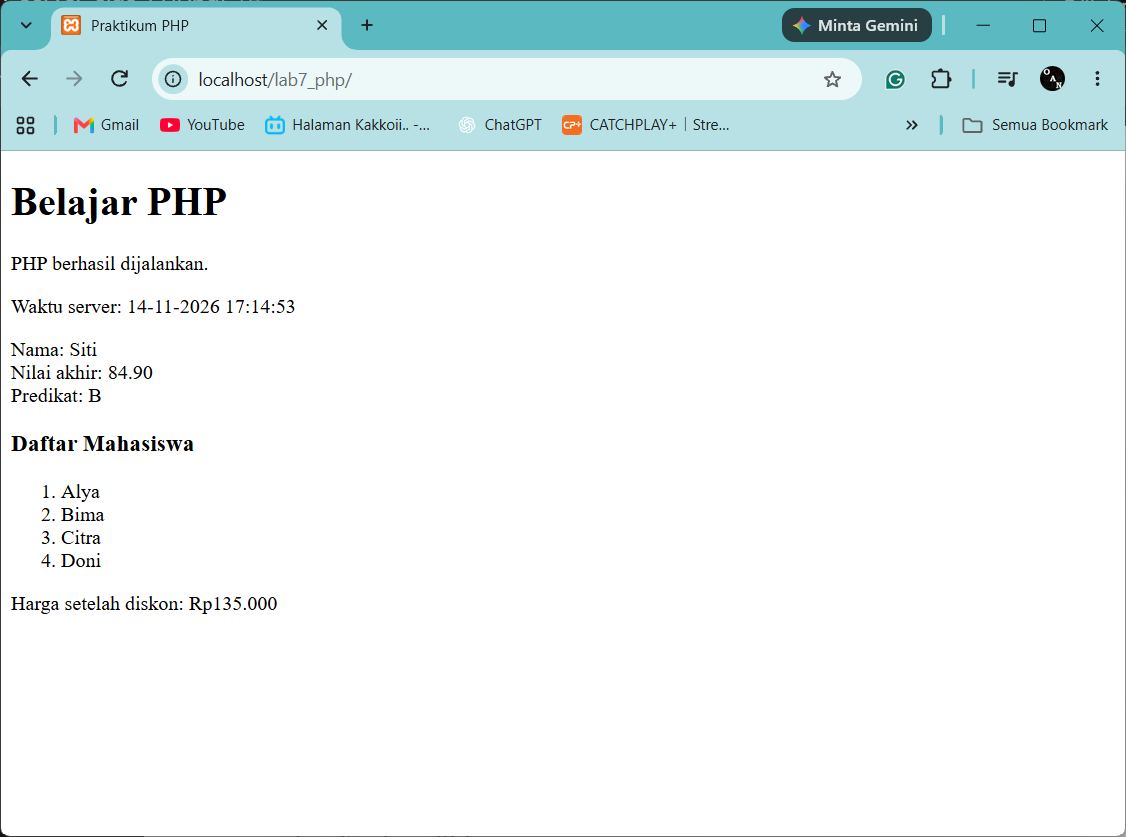 Praktikum PHP
Minta Gemini
localhost/lab7_php/
Gmail
YouTube
Halaman Kakkoii.. -...
ChatGPT
CP+
CATCHPLAY+ | Stre...
Semua Bookmark
Belajar PHP
PHP berhasil dijalankan.
Waktu server: 14-11-2026 17:14:53
Nama: Siti
Nilai akhir: 84.90
Predikat: B
Daftar Mahasiswa
1. Alya
2. Bima
3. Citra
4. Doni
Harga setelah diskon: Rp135.000